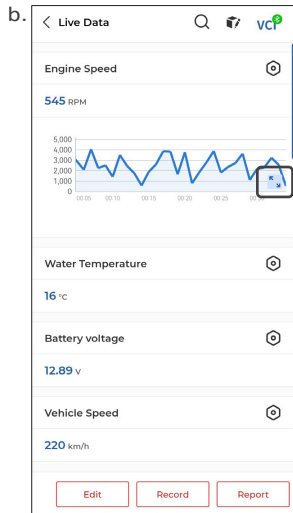 b.
Live Data
VCI
Engine Speed
545 RPM
5,000
4,000
3,000
2,000
1,000
0
00:05 00:10 00:15 00:20 00:25
Water Temperature
16 °C
Battery voltage
12.89 V
Vehicle Speed
220 km/h
Edit Record Report